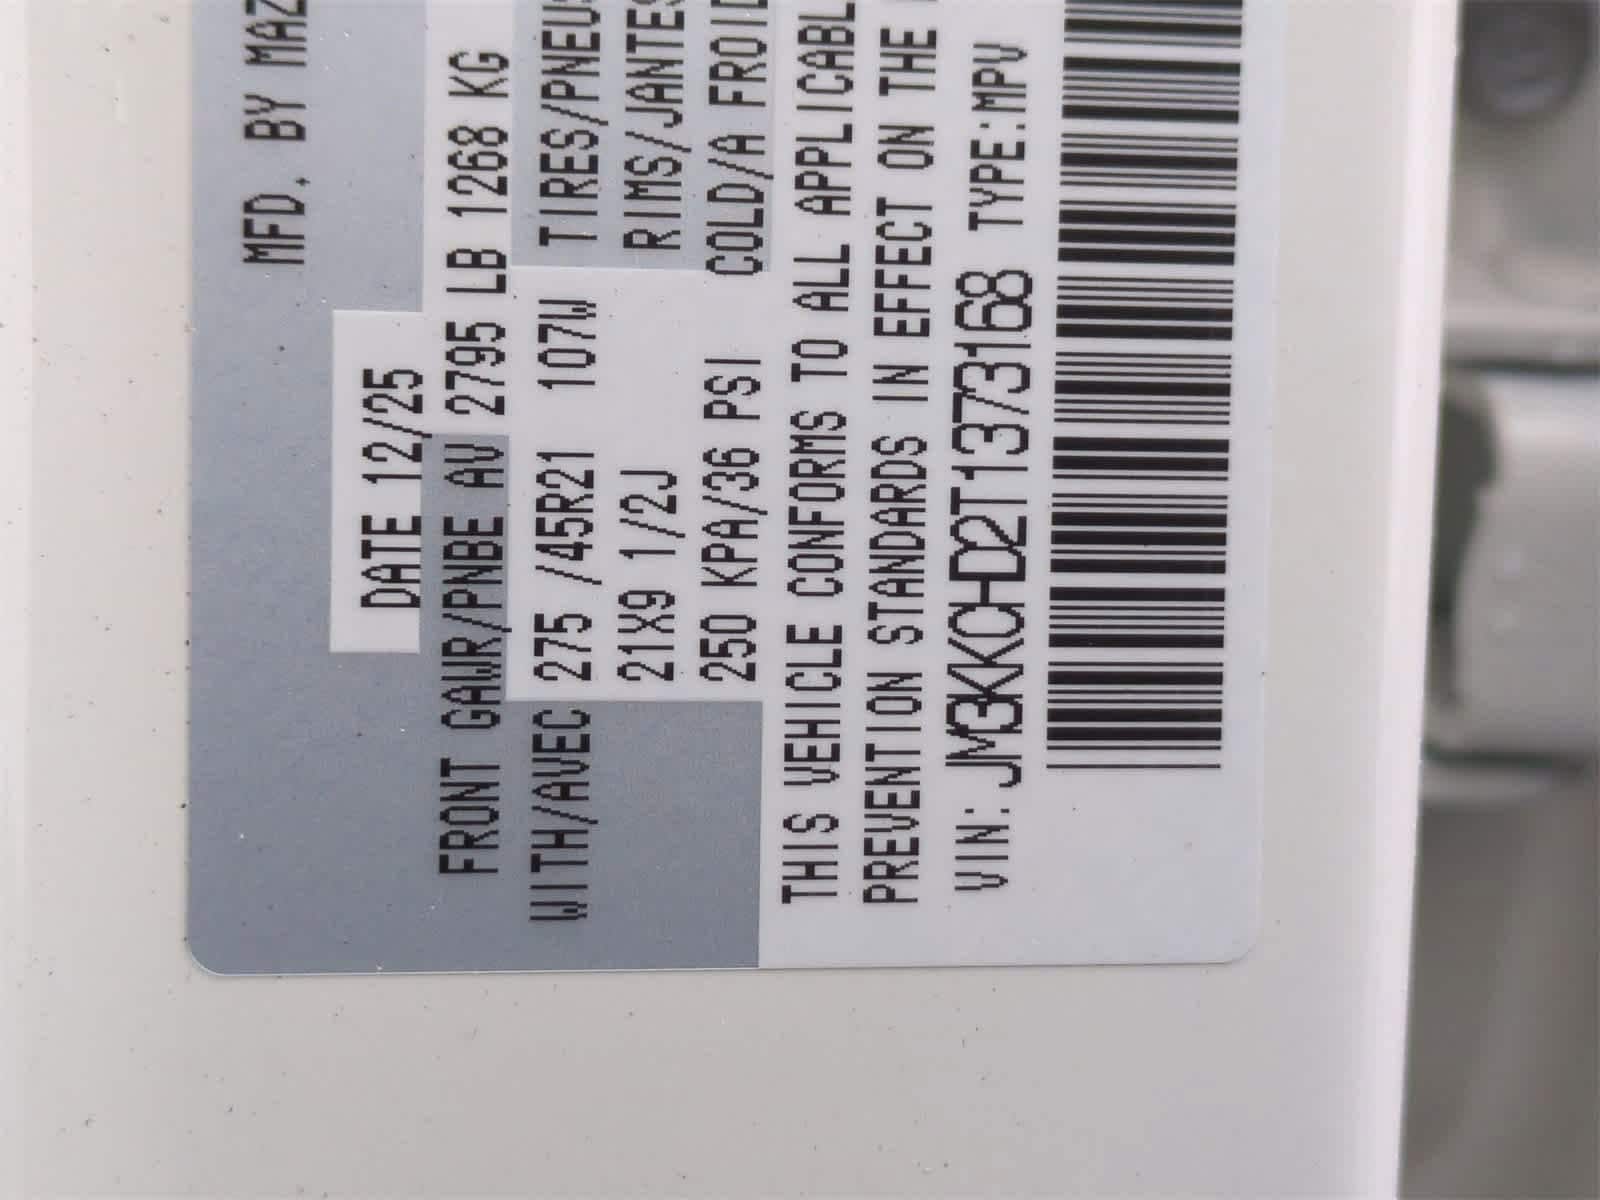 MFD. BY MAZ
DATE 12/25
FRONT GAWR/PNBE AV 2795 LB 1268 KG
WITH/AVEC 275 /45R21 107W TIRES/PNEUS
21X9 1/2J RIMS/JANTES
250 KPA/36 PSI COLD/A FROID
THIS VEHICLE CONFORMS TO ALL APPLICABL
PREVENTION STANDARDS IN EFFECT ON THE
VIN: JM3KKCHD2T1373168 TYPE:MPV